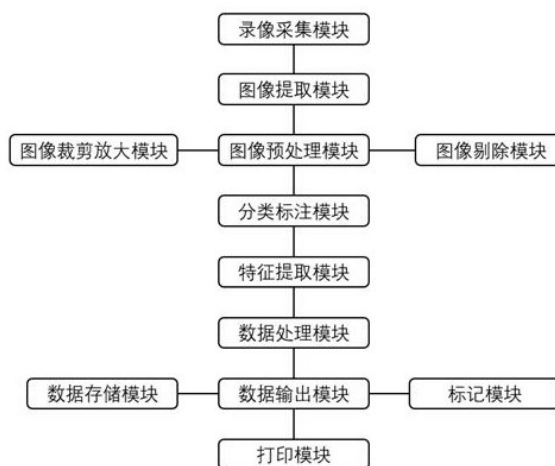 录像采集模块
图像提取模块
图像裁剪放大模块
图像预处理模块
图像剔除模块
分类标注模块
特征提取模块
数据处理模块
数据存储模块
数据输出模块
标记模块
打印模块